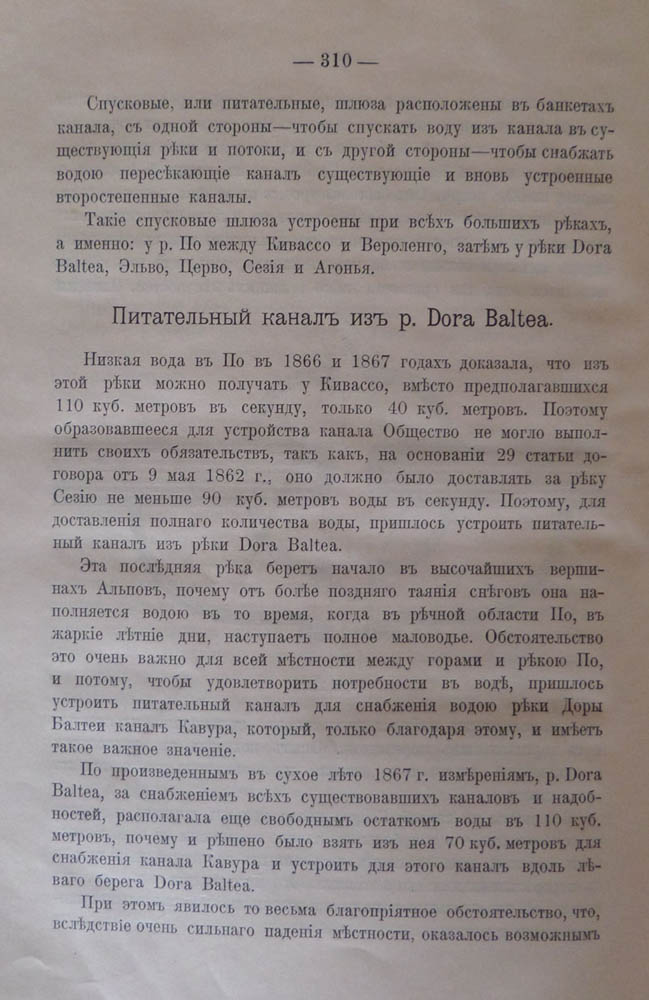 — 310 —
Спусковые, или питательные, шлюза расположены въ банкетахъ
канала, съ одной стороны—чтобы спускать воду изъ канала въ су-
ществующія рѣки и потоки, и съ другой стороны—чтобы снабжать
водою пересѣкающіе каналъ существующіе и вновь устроенные
второстепенные каналы.
Такіе спусковые шлюза устроены при всѣхъ большихъ рѣкахъ,
а именно: у р. По между Кивассо и Вероленго, затѣмъ у рѣки Dora
Baltea, Эльво, Церво, Сезія и Агонья.
Питательный каналъ изъ р. Dora Baltea.
Низкая вода въ По въ 1866 и 1867 годахъ доказала, что изъ
этой рѣки можно получать у Кивассо, вмѣсто предполагавшихся
110 куб. метровъ въ секунду, только 40 куб. метровъ. Поэтому
образовавшееся для устройства канала Общество не могло выпол-
нить своихъ обязательствъ, такъ какъ, на основаніи 29 статьи до-
говора отъ 9 мая 1862 г., оно должно было доставлять за рѣку
Сезію не меньше 90 куб. метровъ воды въ секунду. Поэтому, для
доставленія полнаго количества воды, пришлось устроить питатель-
ный каналъ изъ рѣки Dora Baltea.
Эта послѣдняя рѣка беретъ начало въ высочайшихъ верши-
нахъ Альповъ, почему отъ болѣе поздняго таянія снѣговъ она на-
полняется водою въ то время, когда въ рѣчной области По, въ
жаркіе лѣтніе дни, наступаетъ полное маловодье. Обстоятельство
это очень важно для всей мѣстности между горами и рѣкою По,
и потому, чтобы удовлетворить потребности въ водѣ, пришлось
устроить питательный каналъ для снабженія водою рѣки Доры
Балтеи каналъ Кавура, который, только благодаря этому, и имѣетъ
такое важное значеніе.
По произведеннымъ въ сухое лѣто 1867 г. измѣреніямъ, р. Dora
Baltea, за снабженіемъ всѣхъ существовавшихъ каналовъ и надоб-
ностей, располагала еще свободнымъ остаткомъ воды въ 110 куб.
метровъ, почему и рѣшено было взять изъ нея 70 куб. метровъ для
снабженія канала Кавура и устроить для этого каналъ вдоль лѣ-
ваго берега Dora Baltea.
При этомъ явилось то весьма благопріятное обстоятельство, что,
вслѣдствіе очень сильнаго паденія мѣстности, оказалось возможнымъ